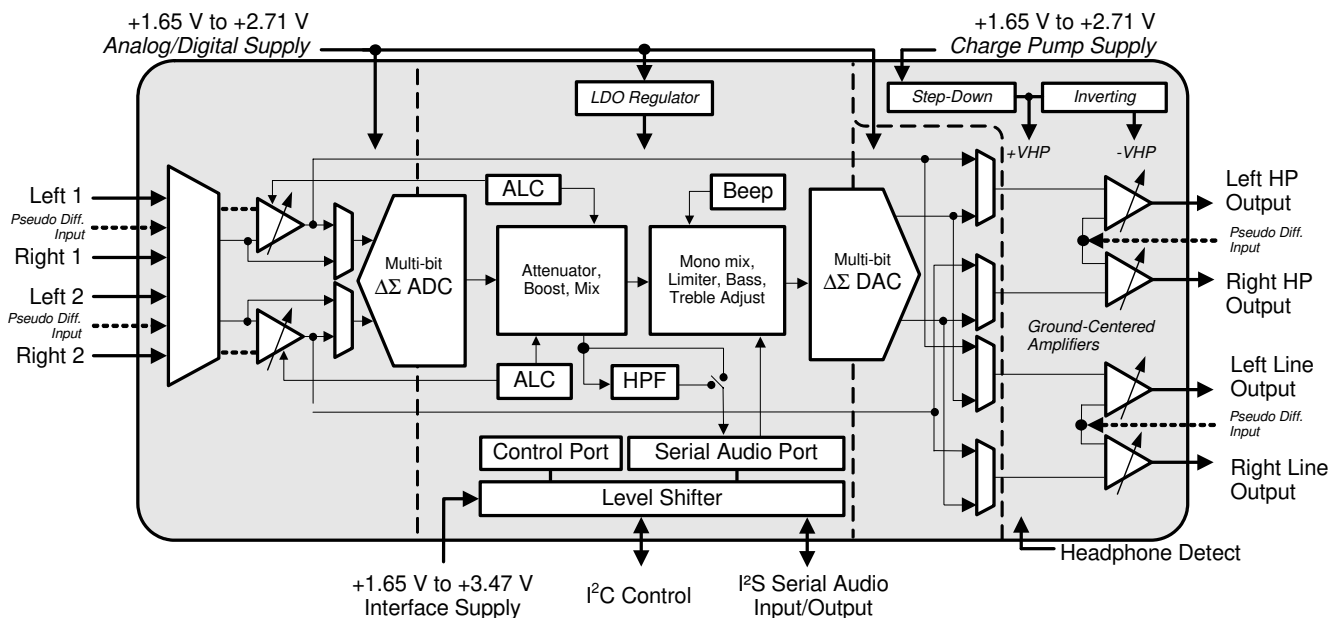 +1.65 V to +2.71 V
Analog/Digital Supply
+1.65 V to +2.71 V
Charge Pump Supply
LDO Regulator
Step-Down
Inverting
+VHP
-VHP
Left 1
Pseudo Diff.
Input
Right 1
Left 2
Pseudo Diff.
Input
Right 2
ALC
Beep
Multi-bit
ΔΣ ADC
Attenuator,
Boost, Mix
Mono mix,
Limiter, Bass,
Treble Adjust
Multi-bit
ΔΣ DAC
ALC
HPF
Left HP
Output
Pseudo Diff.
Input
Right HP
Output
Ground-Centered
Amplifiers
Left Line
Output
Pseudo Diff.
Input
Right Line
Output
Control Port
Serial Audio Port
Level Shifter
Headphone Detect
+1.65 V to +3.47 V
Interface Supply
I²C Control
I²S Serial Audio
Input/Output